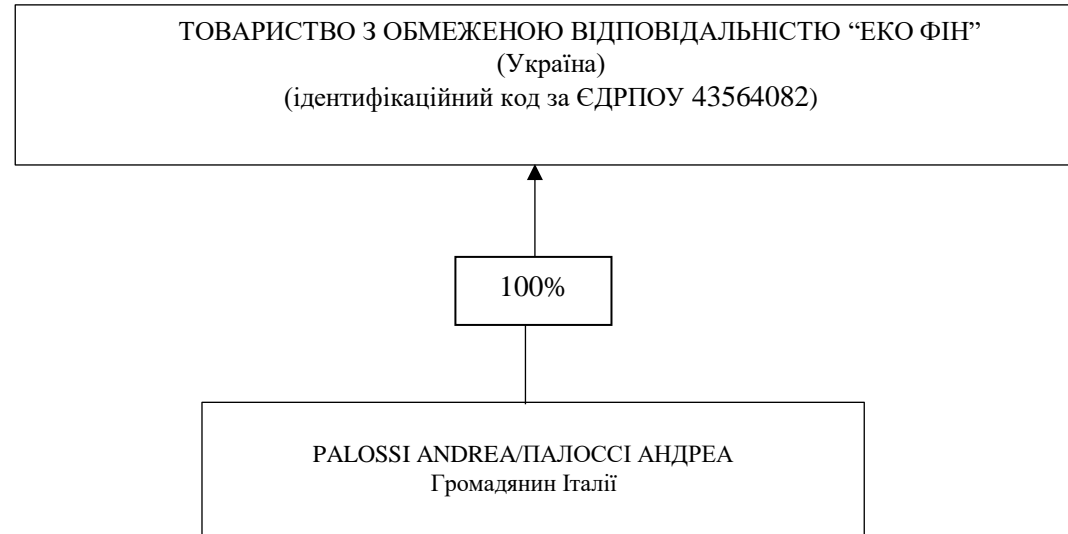 ТОВАРИСТВО З ОБМЕЖЕНОЮ ВІДПОВІДАЛЬНІСТЮ “ЕКО ФІН”
(Україна)
(ідентифікаційний код за ЄДРПОУ 43564082)
100%
PALOSSI ANDREA/ПАЛОССІ АНДРЕА
Громадянин Італії